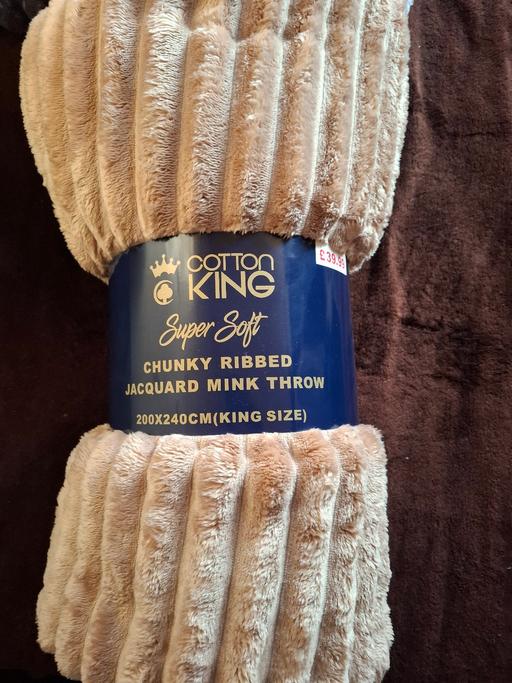 COTTON
KING
£39.99
Super Soft
CHUNKY RIBBED
JACQUARD MINK THROW
200X240CM(KING SIZE)